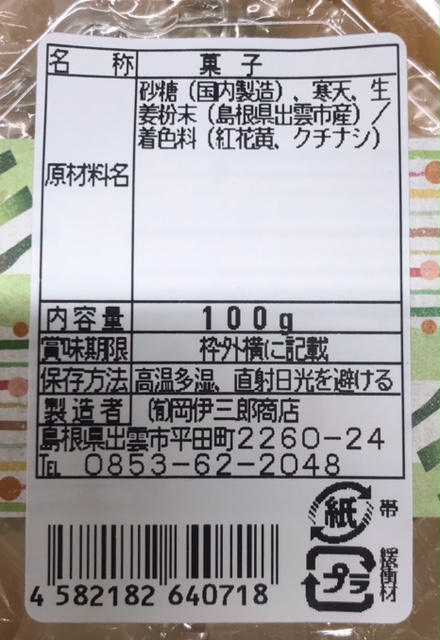 名称 菓子
原材料名 砂糖（国内製造）、寒天、生
姜粉末（島根県出雲市産）／
着色料（紅花黄、クチナシ）
内容量 100g
賞味期限 枠外横に記載
保存方法 高温多湿、直射日光を避ける
製造者 ㈲岡伊三郎商店
島根県出雲市平田町2260-24
℡ 0853-62-2048
紙 帯
プラ 緩衝材
4 582182 640718